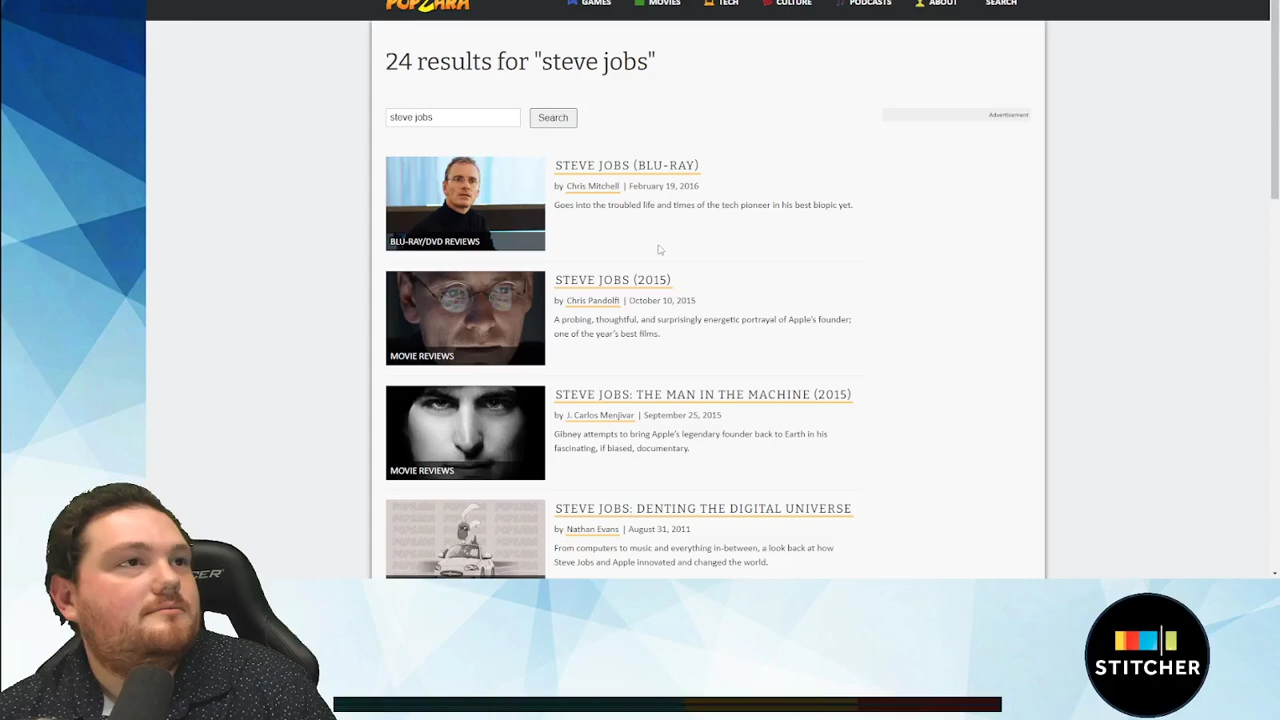 POPZARA
GAMES
MOVIES
TECH
CULTURE
PODCASTS
ABOUT
SEARCH
24 results for "steve jobs"
steve jobs
Search
Advertisement
STEVE JOBS (BLU-RAY)
by Chris Mitchell | February 19, 2016
Goes into the troubled life and times of the tech pioneer in his best biopic yet.
BLU-RAY/DVD REVIEWS
STEVE JOBS (2015)
by Chris Pandolfi | October 10, 2015
A probing, thoughtful, and surprisingly energetic portrayal of Apple's founder;
one of the year's best films.
MOVIE REVIEWS
STEVE JOBS: THE MAN IN THE MACHINE (2015)
by J. Carlos Menjivar | September 25, 2015
Gibney attempts to bring Apple's legendary founder back to Earth in his
fascinating, if biased, documentary.
MOVIE REVIEWS
STEVE JOBS: DENTING THE DIGITAL UNIVERSE
by Nathan Evans | August 31, 2011
From computers to music and everything in-between, a look back at how
Steve Jobs and Apple innovated and changed the world.
STITCHER